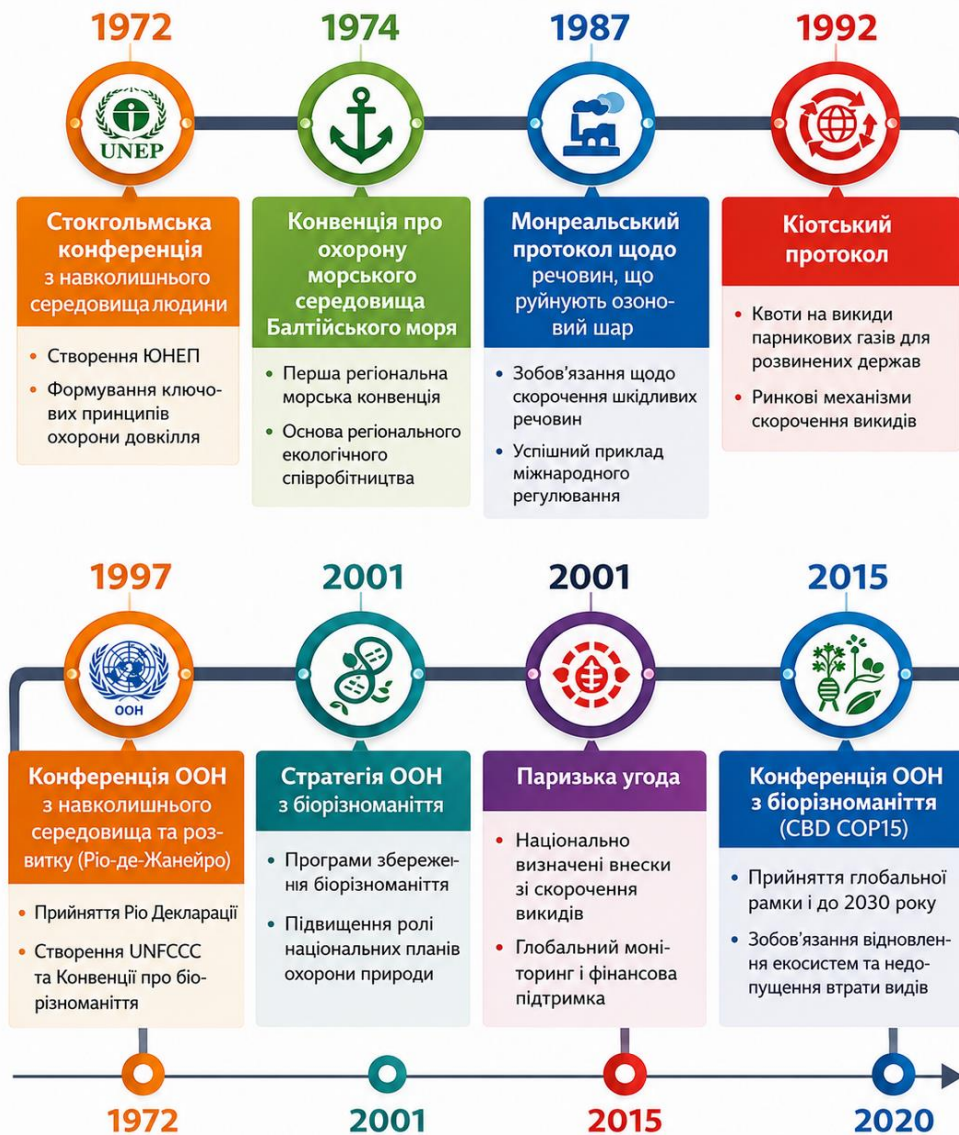 1972
1974
1987
1992
UNEP
Стокгольмська
конференція
з навколишнього
середовища людини
• Створення ЮНЕП
• Формування ключо-
вих принципів
охорони довкілля
Конвенція про
охорону
морського
середовища
Балтійського моря
• Перша регіональна
морська конвенція
• Основа регіонального
екологічного
співробітництва
Монреальський
протокол щодо
речовин, що
руйнують озоно-
вий шар
• Зобов'язання щодо
скорочення шкідливих
речовин
• Успішний приклад
міжнародного
регулювання
Кіотський
протокол
• Квоти на викиди
парникових газів для
розвинених держав
• Ринкові механізми
скорочення викидів
1997
2001
2001
2015
ООН
Конференція ООН
з навколишнього
середовища та роз-
витку (Ріо-де-Жанейро)
• Прийняття Ріо Декларації
• Створення UNFCCC
та Конвенції про біо-
різноманіття
Стратегія ООН
з біорізноманіття
• Програми збереже-
ння біорізноманіття
• Підвищення ролі
національних планів
охорони природи
Паризька угода
• Національно
визначені внески
зі скорочення
викидів
• Глобальний моні-
торинг і фінансова
підтримка
Конференція ООН
з біорізноманіття
(CBD COP15)
• Прийняття глобальної
рамки і до 2030 року
• Зобов'язання відновлен-
ня екосистем та недо-
пущення втрати видів
1972
2001
2015
2020